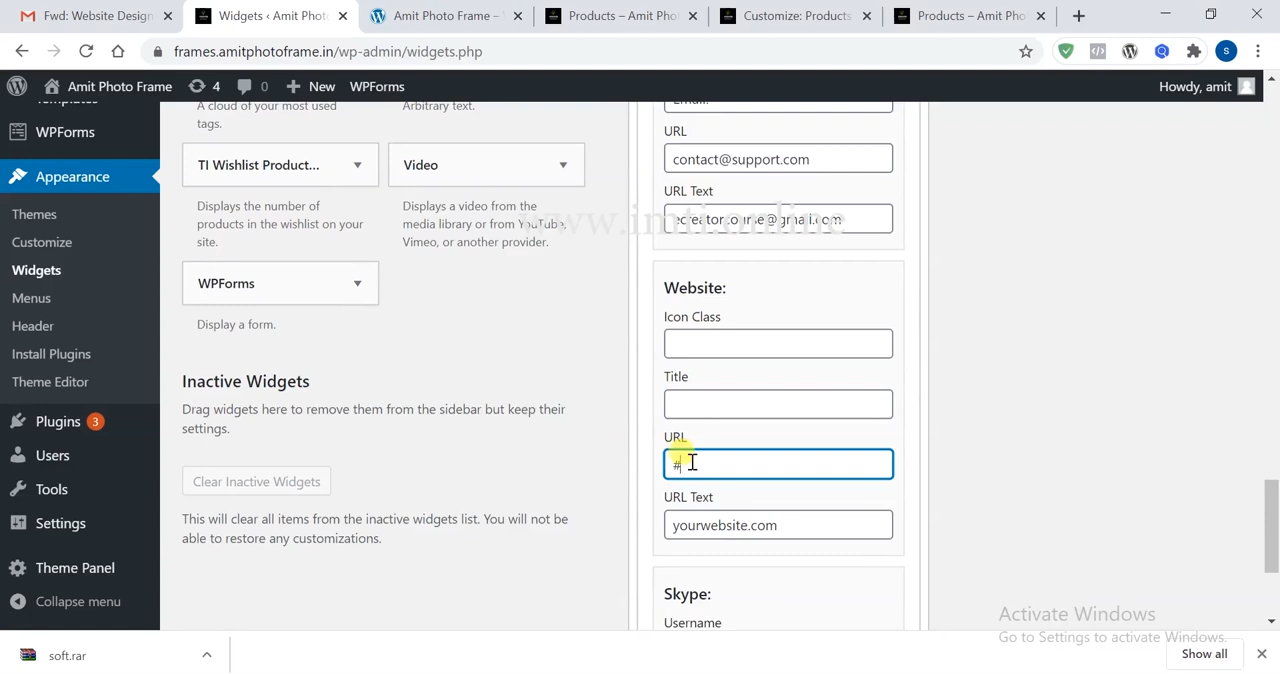 Fwd: Website Design
Widgets ‹ Amit Photo
Amit Photo Frame –
Products – Amit Pho
Customize: Products
Products – Amit Pho
frames.amitphotoframe.in/wp-admin/widgets.php
S
Amit Photo Frame
4
0
New
WPForms
Howdy, amit
Templates
WPForms
Appearance
Themes
Customize
Widgets
Menus
Header
Install Plugins
Theme Editor
Plugins 3
Users
Tools
Settings
Theme Panel
Collapse menu
A cloud of your most used
tags.
Arbitrary text.
TI Wishlist Product...
Video
Displays the number of
products in the wishlist on your
site.
Displays a video from the
media library or from YouTube,
Vimeo, or another provider.
WPForms
Display a form.
Inactive Widgets
Drag widgets here to remove them from the sidebar but keep their
settings.
Clear Inactive Widgets
This will clear all items from the inactive widgets list. You will not be
able to restore any customizations.
Email:
URL
contact@support.com
URL Text
ecreatorcourse@gmail.com
www.imti.online
Website:
Icon Class
Title
URL
#
URL Text
yourwebsite.com
Skype:
Username
Activate Windows
Go to Settings to activate Windows.
soft.rar
Show all